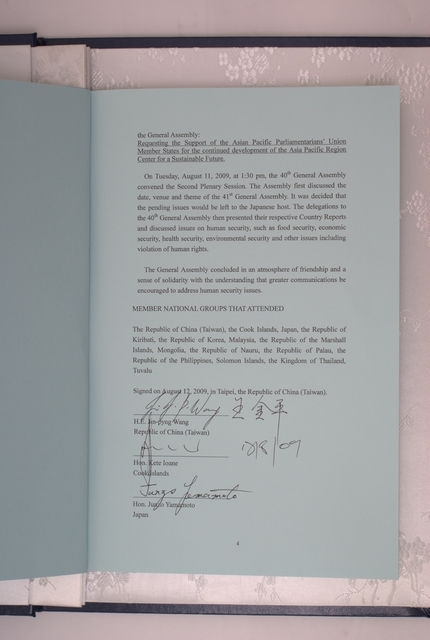 the General Assembly:
Requesting the Support of the Asian Pacific Parliamentarians' Union
Member States for the continued development of the Asia Pacific Region
Center for a Sustainable Future.
On Tuesday, August 11, 2009, at 1:30 pm, the 40th General Assembly
convened the Second Plenary Session. The Assembly first discussed the
date, venue and theme of the 41st General Assembly. It was decided that
the pending issues would be left to the Japanese host. The delegations to
the 40th General Assembly then presented their respective Country Reports
and discussed issues on human security, such as food security, economic
security, health security, environmental security and other issues including
violation of human rights.
The General Assembly concluded in an atmosphere of friendship and a
sense of solidarity with the understanding that greater communications be
encouraged to address human security issues.
MEMBER NATIONAL GROUPS THAT ATTENDED
The Republic of China (Taiwan), the Cook Islands, Japan, the Republic of
Kiribati, the Republic of Korea, Malaysia, the Republic of the Marshall
Islands, Mongolia, the Republic of Nauru, the Republic of Palau, the
Republic of the Philippines, Solomon Islands, the Kingdom of Thailand,
Tuvalu
Signed on August 12, 2009, in Taipei, the Republic of China (Taiwan).
Jin-P Wang 王金平
H.E. Jin-pyng Wang
Republic of China (Taiwan)
12/8/09
Hon. Kete Ioane
Cook Islands
Junzo Yamamoto
Hon. Junzo Yamamoto
Japan
4